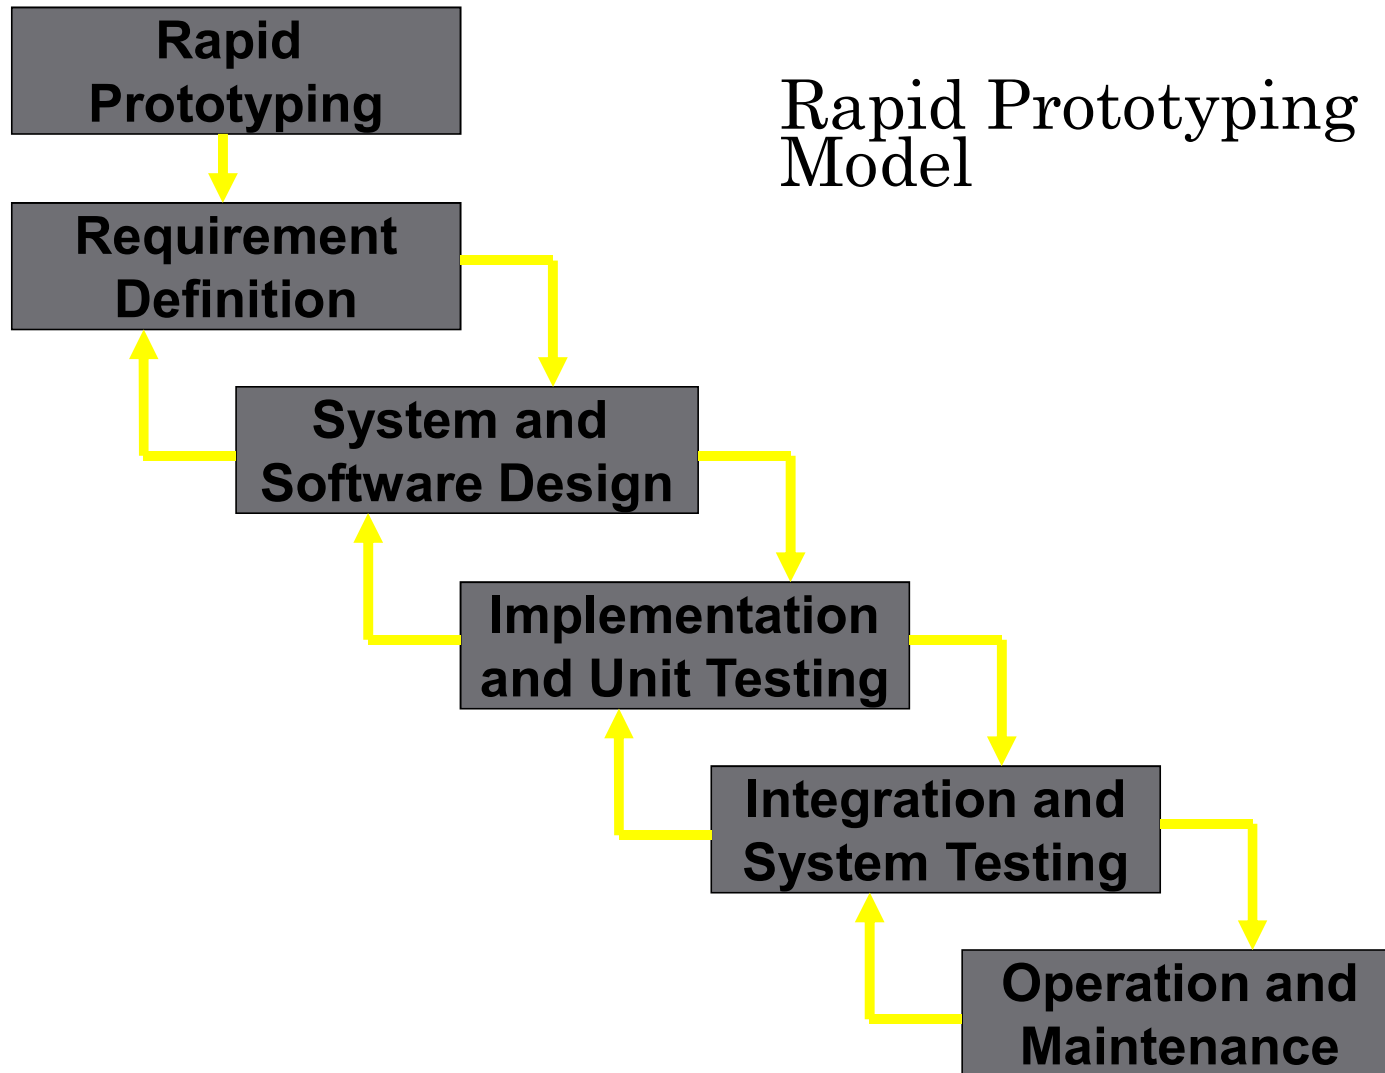 Rapid
Prototyping
Rapid Prototyping
Model
Requirement
Definition
System and
Software Design
Implementation
and Unit Testing
Integration and
System Testing
Operation and
Maintenance